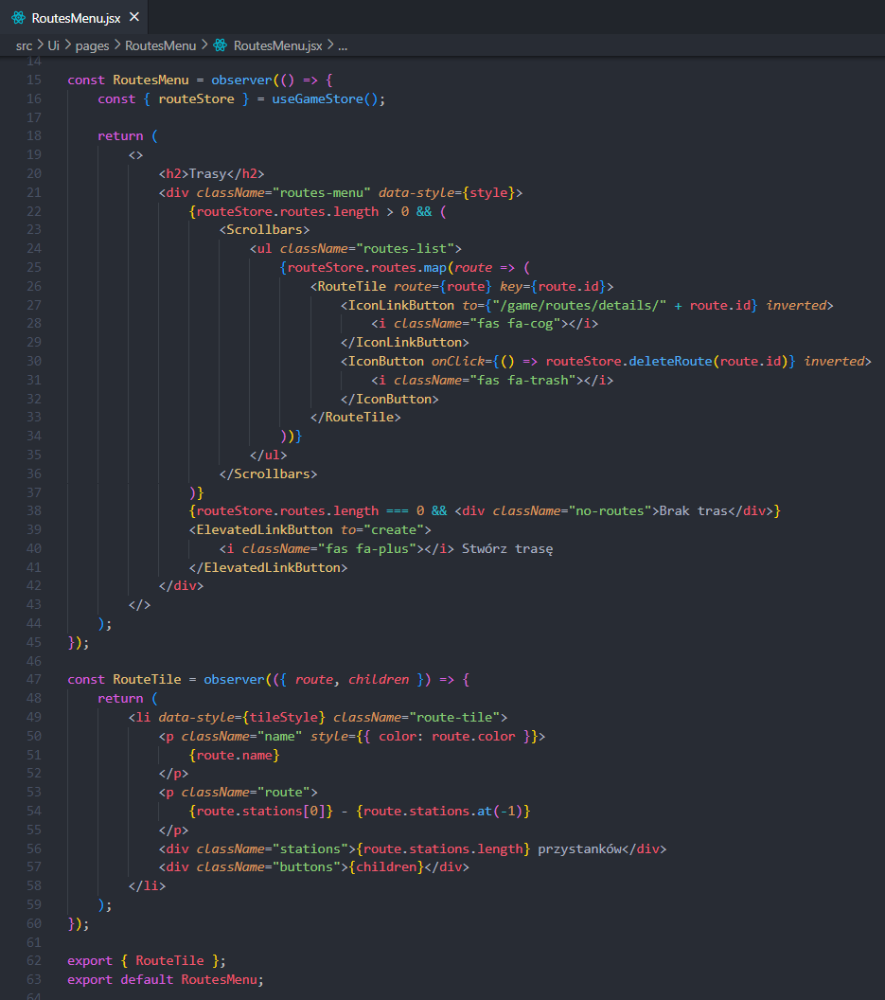 RoutesMenu.jsx ×
src > Ui > pages > RoutesMenu > RoutesMenu.jsx > ...
14
15 const RoutesMenu = observer(() => {
16     const { routeStore } = useGameStore();
17
18     return (
19         <>
20             <h2>Trasy</h2>
21             <div className="routes-menu" data-style={style}>
22                 {routeStore.routes.length > 0 && (
23                     <Scrollbars>
24                         <ul className="routes-list">
25                             {routeStore.routes.map(route => (
26                                 <RouteTile route={route} key={route.id}>
27                                     <IconLinkButton to={"/game/routes/details/" + route.id} inverted>
28                                         <i className="fas fa-cog"></i>
29                                     </IconLinkButton>
30                                     <IconButton onClick={() => routeStore.deleteRoute(route.id)} inverted>
31                                         <i className="fas fa-trash"></i>
32                                     </IconButton>
33                                 </RouteTile>
34                             ))}
35                         </ul>
36                     </Scrollbars>
37                 )}
38                 {routeStore.routes.length === 0 && <div className="no-routes">Brak tras</div>}
39                 <ElevatedLinkButton to="create">
40                     <i className="fas fa-plus"></i> Stwórz trasę
41                 </ElevatedLinkButton>
42             </div>
43         </>
44     );
45 });
46
47 const RouteTile = observer(({ route, children }) => {
48     return (
49         <li data-style={tileStyle} className="route-tile">
50             <p className="name" style={{ color: route.color }}>
51                 {route.name}
52             </p>
53             <p className="route">
54                 {route.stations[0]} - {route.stations.at(-1)}
55             </p>
56             <div className="stations">{route.stations.length} przystanków</div>
57             <div className="buttons">{children}</div>
58         </li>
59     );
60 });
61
62 export { RouteTile };
63 export default RoutesMenu;
64